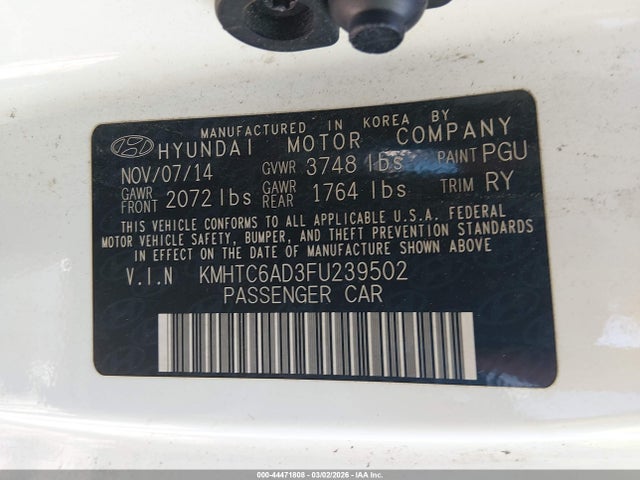 MANUFACTURED IN KOREA BY
HYUNDAI MOTOR COMPANY
NOV/07/14 GVWR 3748 lbs PAINT PGU
GAWR FRONT 2072 lbs GAWR REAR 1764 lbs TRIM RY
THIS VEHICLE CONFORMS TO ALL APPLICABLE U.S.A. FEDERAL
MOTOR VEHICLE SAFETY, BUMPER, AND THEFT PREVENTION STANDARDS
IN EFFECT ON THE DATE OF MANUFACTURE SHOWN ABOVE
V.I.N KMHTC6AD3FU239502
PASSENGER CAR
000-44471808 - 03/02/2026 - COPYRIGHT IAA, LLC.